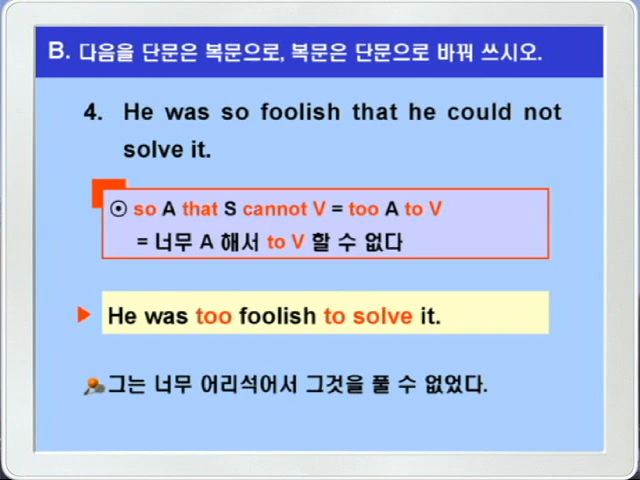 B. 다음을 단문은 복문으로, 복문은 단문으로 바꿔 쓰시오.
4. He was so foolish that he could not
solve it.
⊙ so A that S cannot V = too A to V
= 너무 A 해서 to V 할 수 없다
▶ He was too foolish to solve it.
그는 너무 어리석어서 그것을 풀 수 없었다.